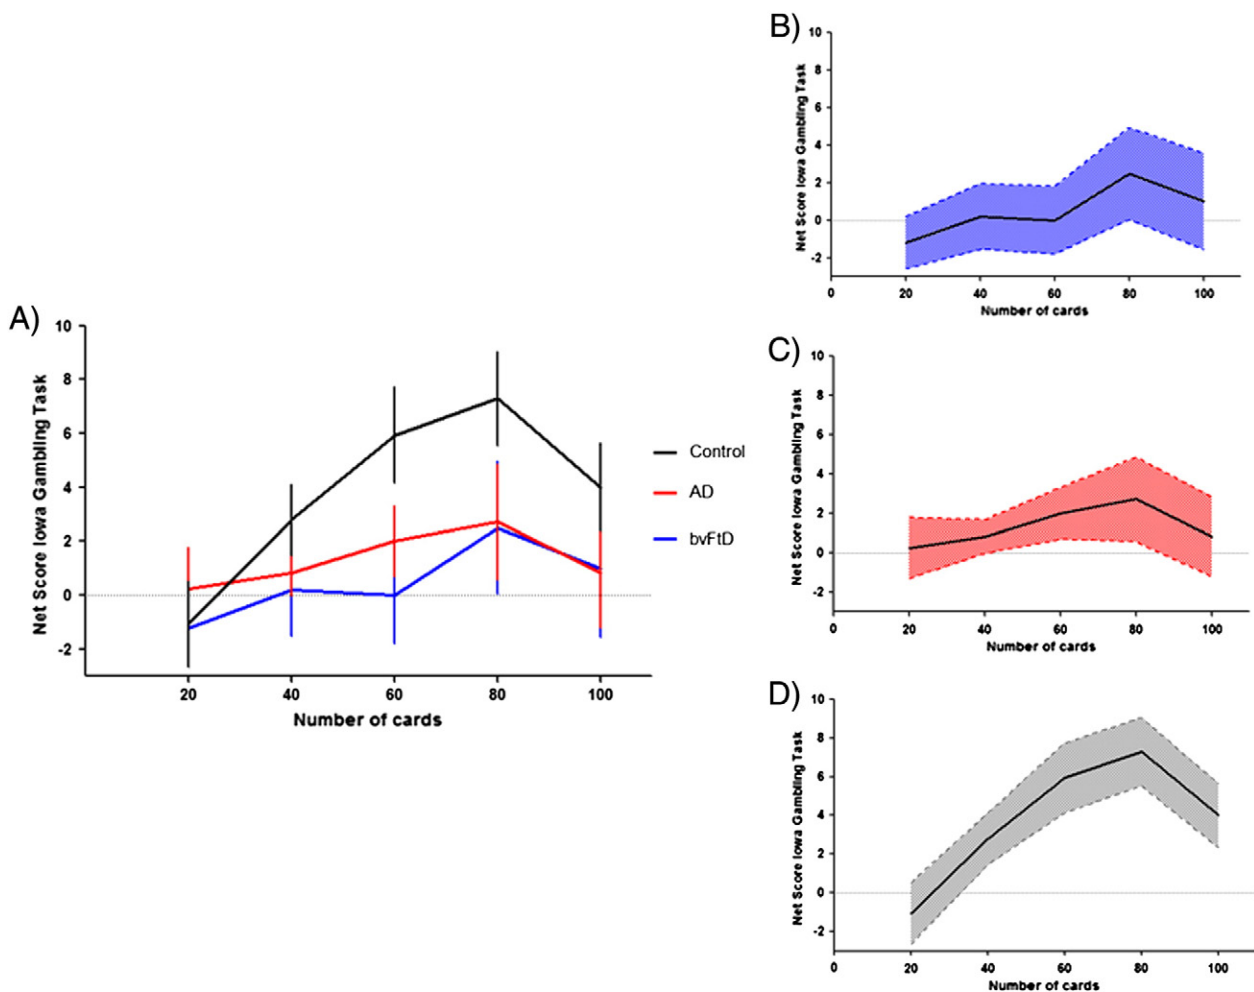 A)
10
8
6
4
2
0
-2
Net Score Iowa Gambling Task
20 40 60 80 100
Number of cards
Control
AD
bvFtD
B)
10
8
6
4
2
0
-2
Net Score Iowa Gambling Task
0 20 40 60 80 100
Number of cards
C)
10
8
6
4
2
0
-2
Net Score Iowa Gambling Task
0 20 40 60 80 100
Number of cards
D)
10
8
6
4
2
0
-2
Net Score Iowa Gambling Task
0 20 40 60 80 100
Number of cards